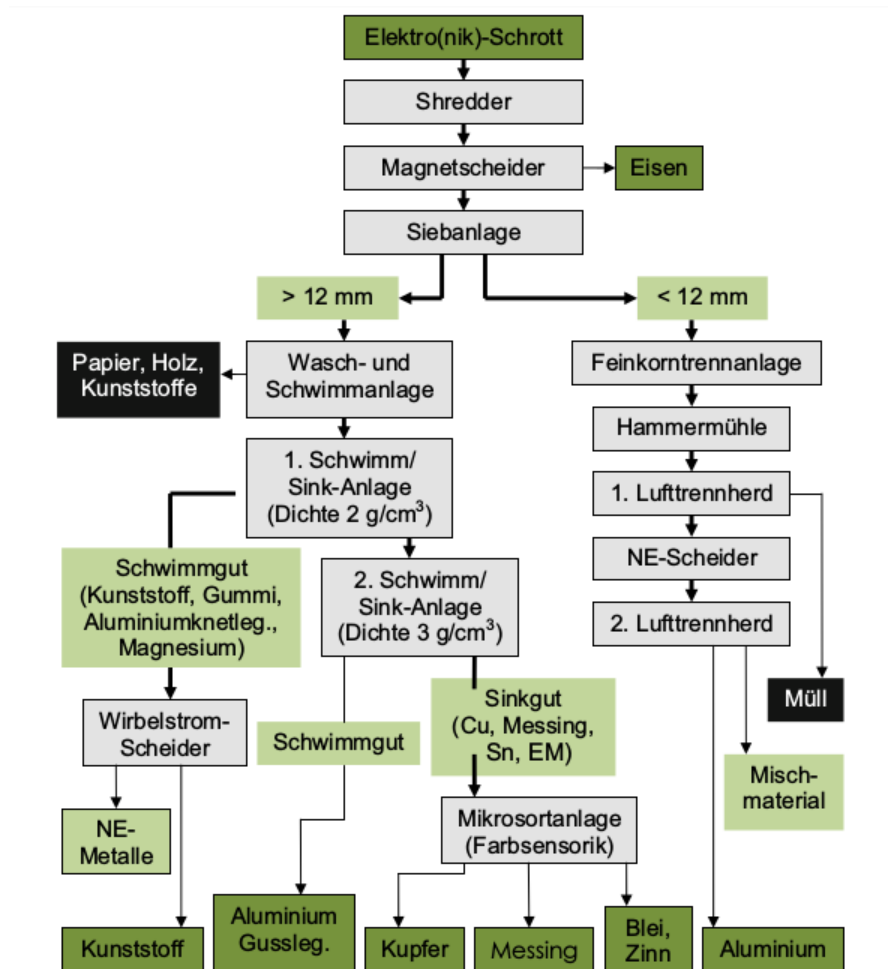 Elektro(nik)-Schrott
Shredder
Magnetscheider
Eisen
Siebanlage
> 12 mm
< 12 mm
Papier, Holz,
Kunststoffe
Wasch- und
Schwimmanlage
Feinkorntrennanlage
Hammermühle
1. Schwimm/
Sink-Anlage
(Dichte 2 g/cm³)
1. Lufttrennherd
NE-Scheider
Schwimmgut
(Kunststoff, Gummi,
Aluminiumknetleg.,
Magnesium)
2. Schwimm/
Sink-Anlage
(Dichte 3 g/cm³)
2. Lufttrennherd
Müll
Wirbelstrom-
Scheider
Schwimmgut
Sinkgut
(Cu, Messing,
Sn, EM)
Misch-
material
NE-
Metalle
Mikrosortanlage
(Farbsensorik)
Kunststoff
Aluminium
Gussleg.
Kupfer
Messing
Blei,
Zinn
Aluminium